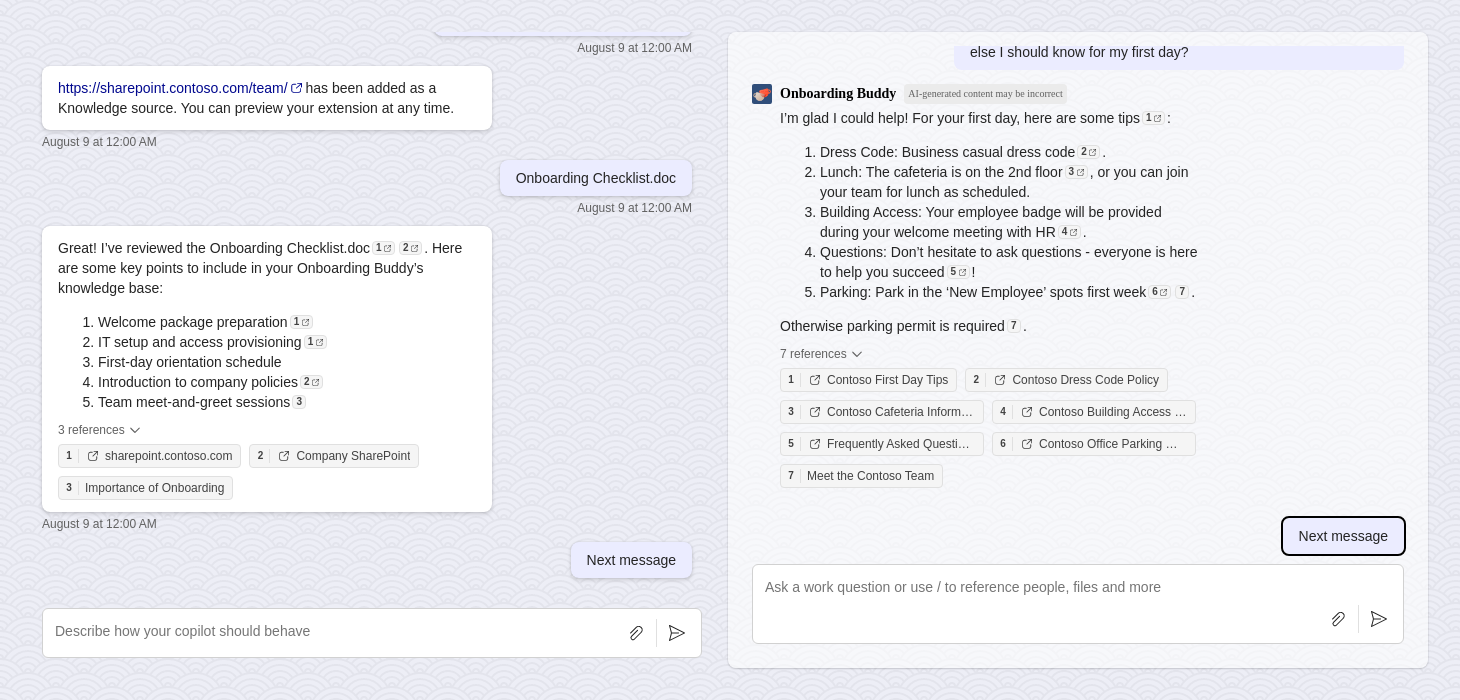 August 9 at 12:00 AM
https://sharepoint.contoso.com/team/ has been added as a
Knowledge source. You can preview your extension at any time.
August 9 at 12:00 AM
Onboarding Checklist.doc
August 9 at 12:00 AM
Great! I’ve reviewed the Onboarding Checklist.doc 1 2 . Here
are some key points to include in your Onboarding Buddy’s
knowledge base:
1. Welcome package preparation 1
2. IT setup and access provisioning 1
3. First-day orientation schedule
4. Introduction to company policies 2
5. Team meet-and-greet sessions 3
3 references
1 sharepoint.contoso.com 2 Company SharePoint
3 Importance of Onboarding
August 9 at 12:00 AM
Next message
Describe how your copilot should behave
else I should know for my first day?
Onboarding Buddy AI-generated content may be incorrect
I’m glad I could help! For your first day, here are some tips 1 :
1. Dress Code: Business casual dress code 2 .
2. Lunch: The cafeteria is on the 2nd floor 3 , or you can join
your team for lunch as scheduled.
3. Building Access: Your employee badge will be provided
during your welcome meeting with HR 4 .
4. Questions: Don’t hesitate to ask questions - everyone is here
to help you succeed 5 !
5. Parking: Park in the ‘New Employee’ spots first week 6 7 .
Otherwise parking permit is required 7 .
7 references
1 Contoso First Day Tips 2 Contoso Dress Code Policy
3 Contoso Cafeteria Inform… 4 Contoso Building Access …
5 Frequently Asked Questi… 6 Contoso Office Parking …
7 Meet the Contoso Team
Next message
Ask a work question or use / to reference people, files and more